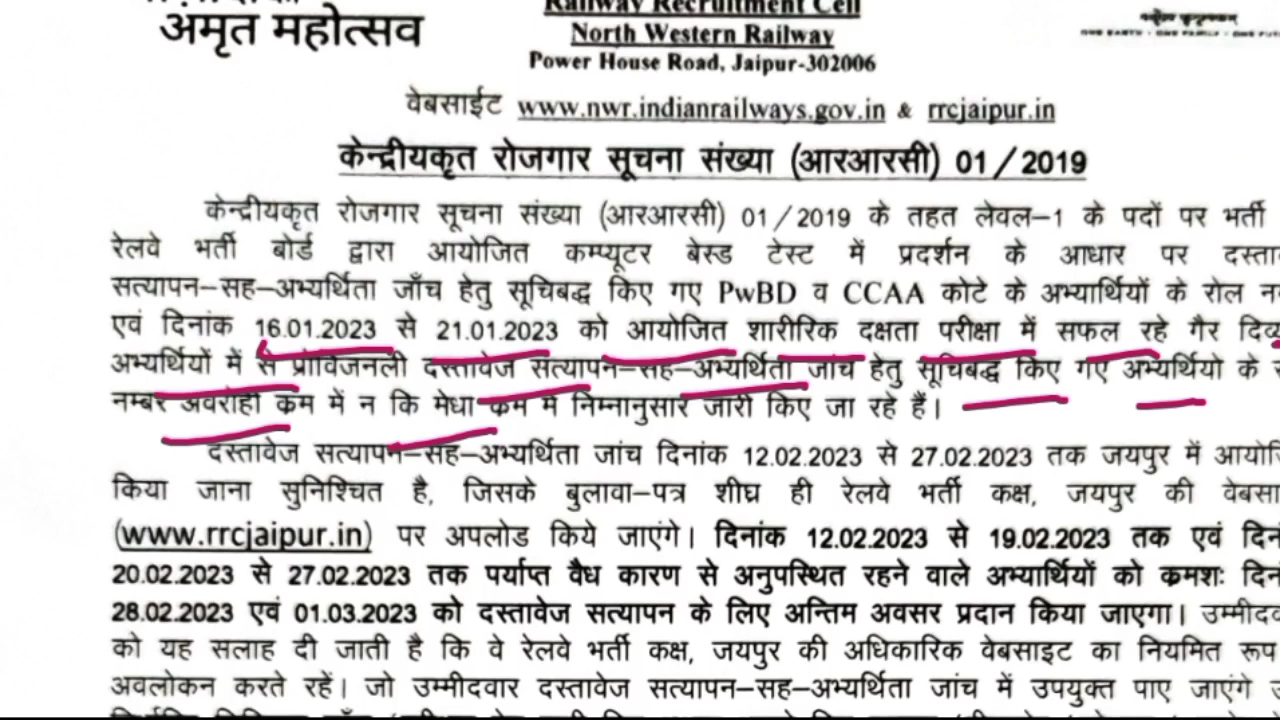 अमृत महोत्सव
Railway Recruitment Cell
North Western Railway
Power House Road, Jaipur-302006
वेबसाईट www.nwr.indianrailways.gov.in & rrcjaipur.in
केन्द्रीयकृत रोजगार सूचना संख्या (आरआरसी) 01/2019
केन्द्रीयकृत रोजगार सूचना संख्या (आरआरसी) 01/2019 के तहत लेवल-1 के पदों पर भर्ती
रेलवे भर्ती बोर्ड द्वारा आयोजित कम्प्यूटर बेस्ड टेस्ट में प्रदर्शन के आधार पर
सत्यापन-सह-अभ्यर्थिता जाँच हेतु सूचिबद्ध किए गए PwBD व CCAA कोटे के अभ्यार्थियों के रोल
एवं दिनांक 16.01.2023 से 21.01.2023 को आयोजित शारीरिक दक्षता परीक्षा में सफल रहे गैर
अभ्यर्थियों में से प्रोविजनली दस्तावेज सत्यापन-सह-अभ्यर्थिता जांच हेतु सूचिबद्ध किए गए अभ्यर्थियो के
नम्बर अवरोही क्रम में न कि मेधा क्रम में निम्नानुसार जारी किए जा रहे हैं।
दस्तावेज सत्यापन-सह-अभ्यर्थिता जांच दिनांक 12.02.2023 से 27.02.2023 तक जयपुर में
किया जाना सुनिश्चित है, जिसके बुलावा-पत्र शीघ्र ही रेलवे भर्ती कक्ष, जयपुर की
(www.rrcjaipur.in) पर अपलोड किये जाएंगे। दिनांक 12.02.2023 से 19.02.2023 तक एवं
20.02.2023 से 27.02.2023 तक पर्याप्त वैध कारण से अनुपस्थित रहने वाले अभ्यार्थियों को क्रमशः
28.02.2023 एवं 01.03.2023 को दस्तावेज सत्यापन के लिए अन्तिम अवसर प्रदान किया जाएगा।
को यह सलाह दी जाती है कि वे रेलवे भर्ती कक्ष, जयपुर की अधिकारिक वेबसाइट का नियमित रूप
अवलोकन करते रहें। जो उम्मीदवार दस्तावेज सत्यापन-सह-अभ्यर्थिता जांच में उपयुक्त पाए जाएंगे